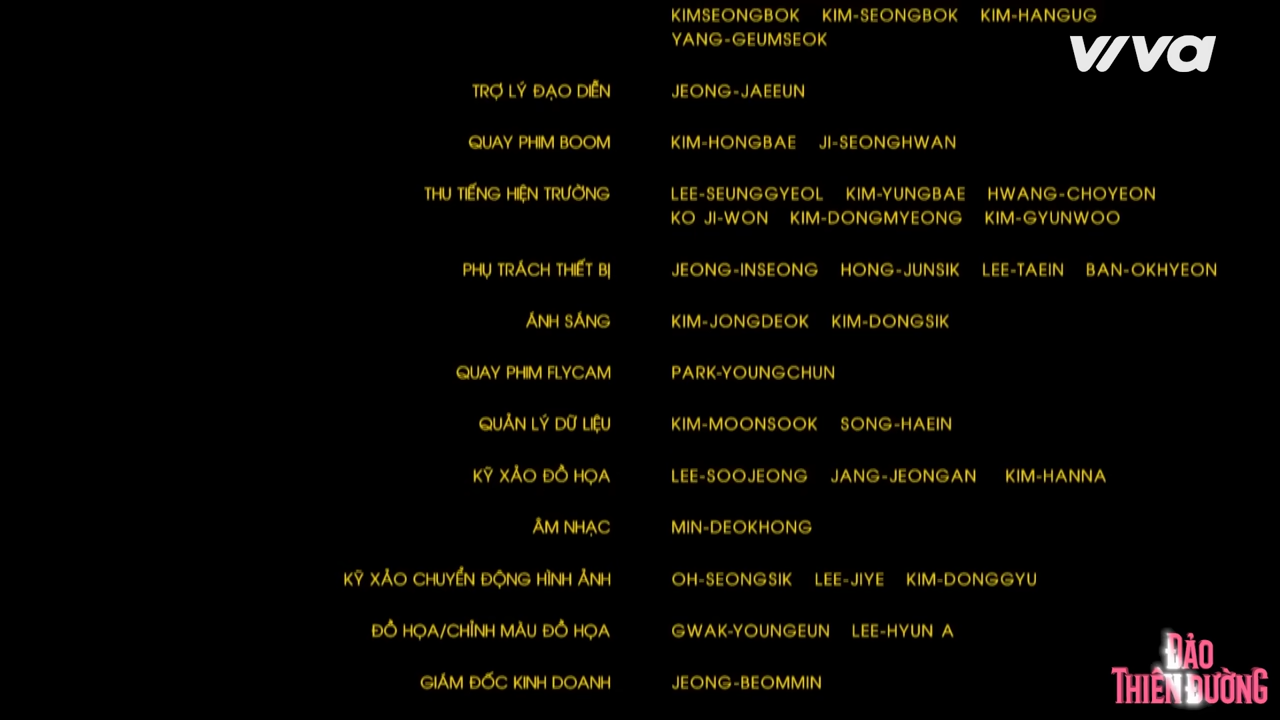 KIMSEONGBOK KIM-SEONGBOK KIM-HANGUG
YANG-GEUMSEOK
VIVA
TRỢ LÝ ĐẠO DIỄN JEONG-JAEEUN
QUAY PHIM BOOM KIM-HONGBAE JI-SEONGHWAN
THU TIẾNG HIỆN TRƯỜNG LEE-SEUNGGYEOL KIM-YUNGBAE HWANG-CHOYEON
KO JI-WON KIM-DONGMYEONG KIM-GYUNWOO
PHỤ TRÁCH THIẾT BỊ JEONG-INSEONG HONG-JUNSIK LEE-TAEIN BAN-OKHYEON
ÁNH SÁNG KIM-JONGDEOK KIM-DONGSIK
QUAY PHIM FLYCAM PARK-YOUNGCHUN
QUẢN LÝ DỮ LIỆU KIM-MOONSOOK SONG-HAEIN
KỸ XẢO ĐỒ HỌA LEE-SOOJEONG JANG-JEONGAN KIM-HANNA
ÂM NHẠC MIN-DEOKHONG
KỸ XẢO CHUYỂN ĐỘNG HÌNH ẢNH OH-SEONGSIK LEE-JIYE KIM-DONGGYU
ĐỒ HỌA/CHỈNH MÀU ĐỒ HỌA GWAK-YOUNGEUN LEE-HYUN A
GIÁM ĐỐC KINH DOANH JEONG-BEOMMIN
ĐẢO
THIÊN ĐƯỜNG